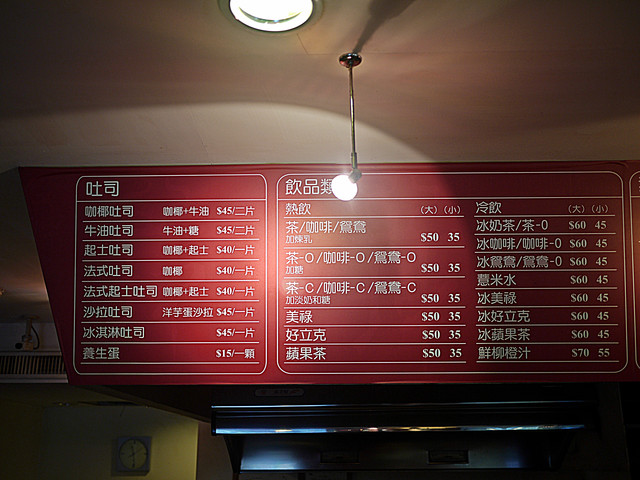 吐司
咖椰吐司 咖椰+牛油 $45/二片
牛油吐司 牛油+糖 $45/二片
起士吐司 咖椰+起士 $40/一片
法式吐司 咖椰 $40/一片
法式起士吐司 咖椰+起士 $40/一片
沙拉吐司 洋芋蛋沙拉 $45/一片
冰淇淋吐司 $45/一片
養生蛋 $15/一顆
飲品類
熱飲 (大) (小)
茶/咖啡/鴛鴦
加煉乳 $50 35
茶-O/咖啡-O/鴛鴦-O
加糖 $50 35
茶-C/咖啡-C/鴛鴦-C
加淡奶和糖 $50 35
美祿 $50 35
好立克 $50 35
蘋果茶 $50 35
冷飲 (大) (小)
冰奶茶/茶-O $60 45
冰咖啡/咖啡-O $60 45
冰鴛鴦/鴛鴦-O $60 45
薏米水 $60 45
冰美祿 $60 45
冰好立克 $60 45
冰蘋果茶 $60 45
鮮柳橙汁 $70 55